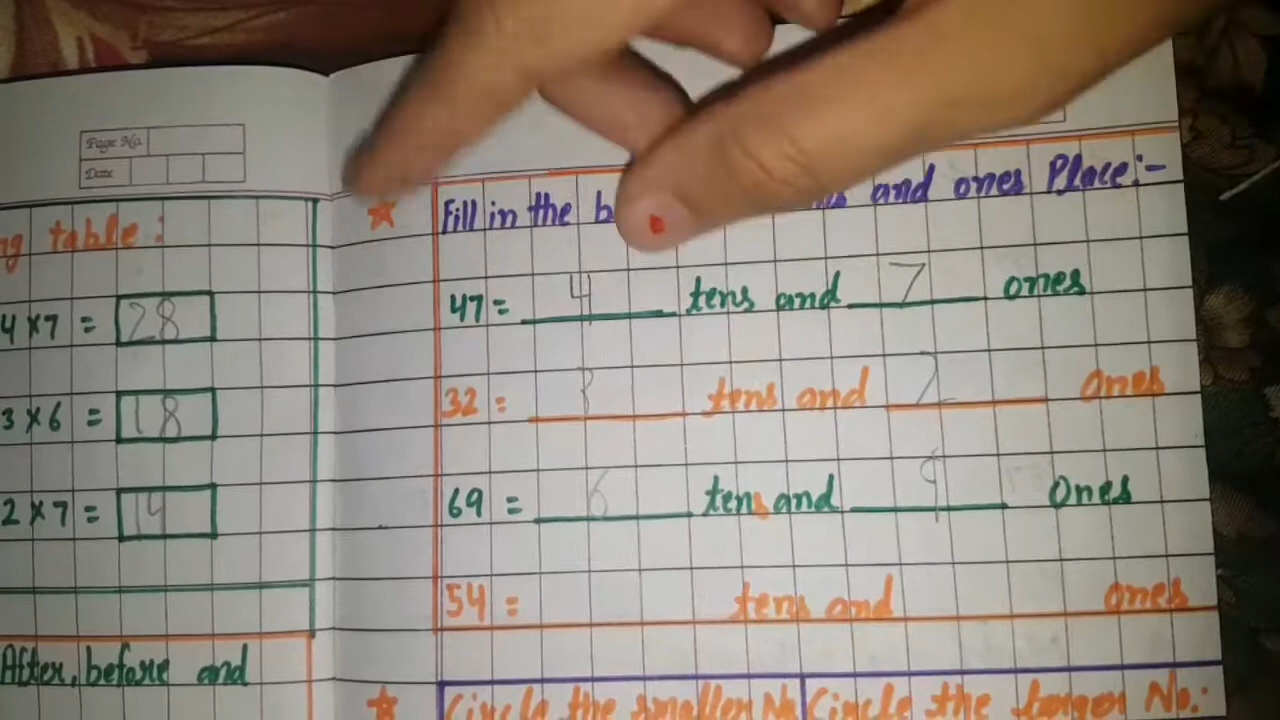 Page No.
Date
ng table:
4 x 7 = 28
3 x 6 = 18
2 x 7 = 14
After, before and
Fill in the and ones Place:-
47 = 4 tens and 7 ones
32 = 3 tens and 2 ones
69 = 6 tens and 9 Ones
54 = tens and ones
Circle the smaller No
Circle the larger No: